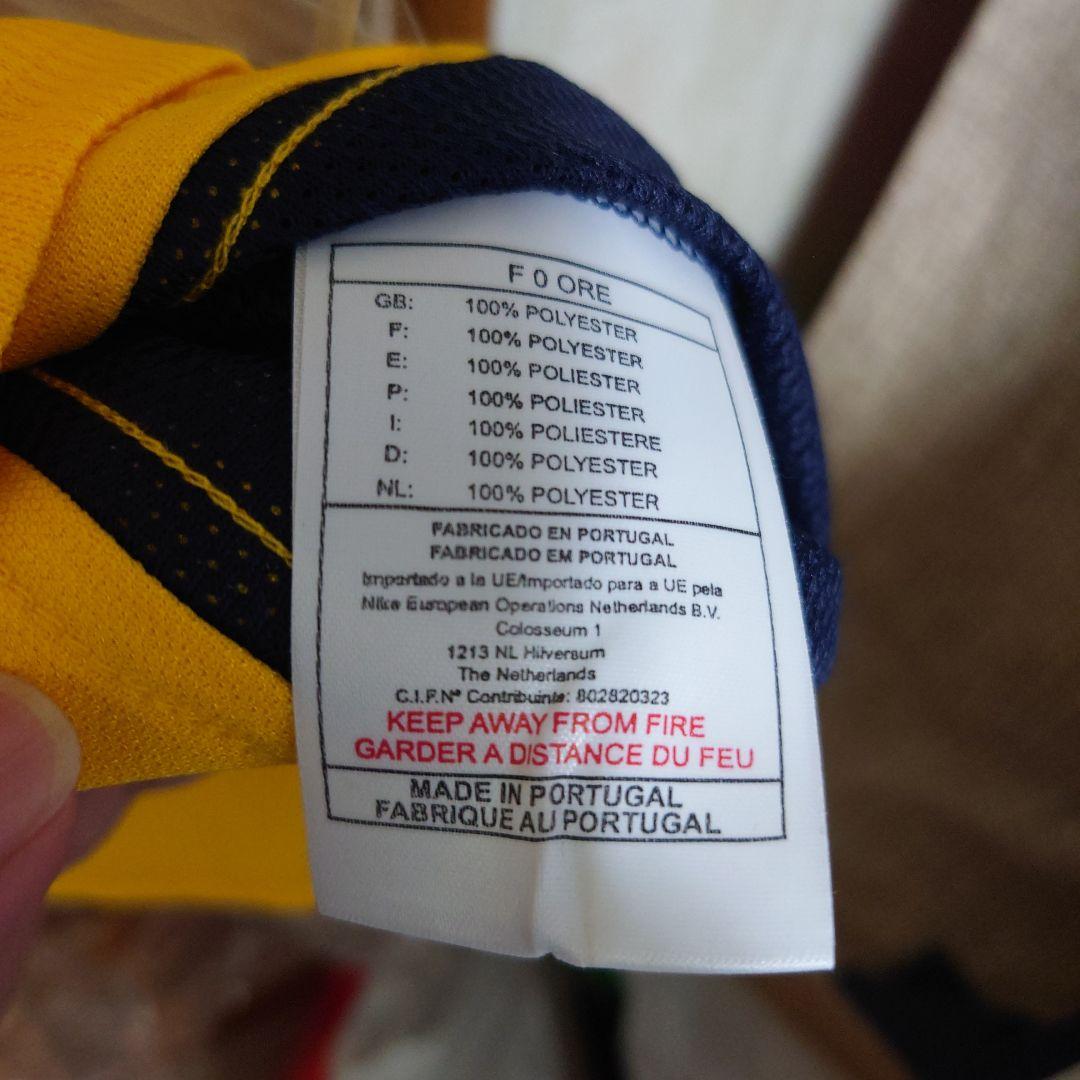 F 0 ORE
GB: 100% POLYESTER
F: 100% POLYESTER
E: 100% POLIESTER
P: 100% POLIESTER
I: 100% POLIESTERE
D: 100% POLYESTER
NL: 100% POLYESTER
FABRICADO EN PORTUGAL
FABRICADO EM PORTUGAL
Importado a la UE/Importado para a UE pela
Nike European Operations Netherlands B.V.
Colosseum 1
1213 NL Hilversum
The Netherlands
C.I.F.Nº Contribuinte: 802820323
KEEP AWAY FROM FIRE
GARDER A DISTANCE DU FEU
MADE IN PORTUGAL
FABRIQUE AU PORTUGAL